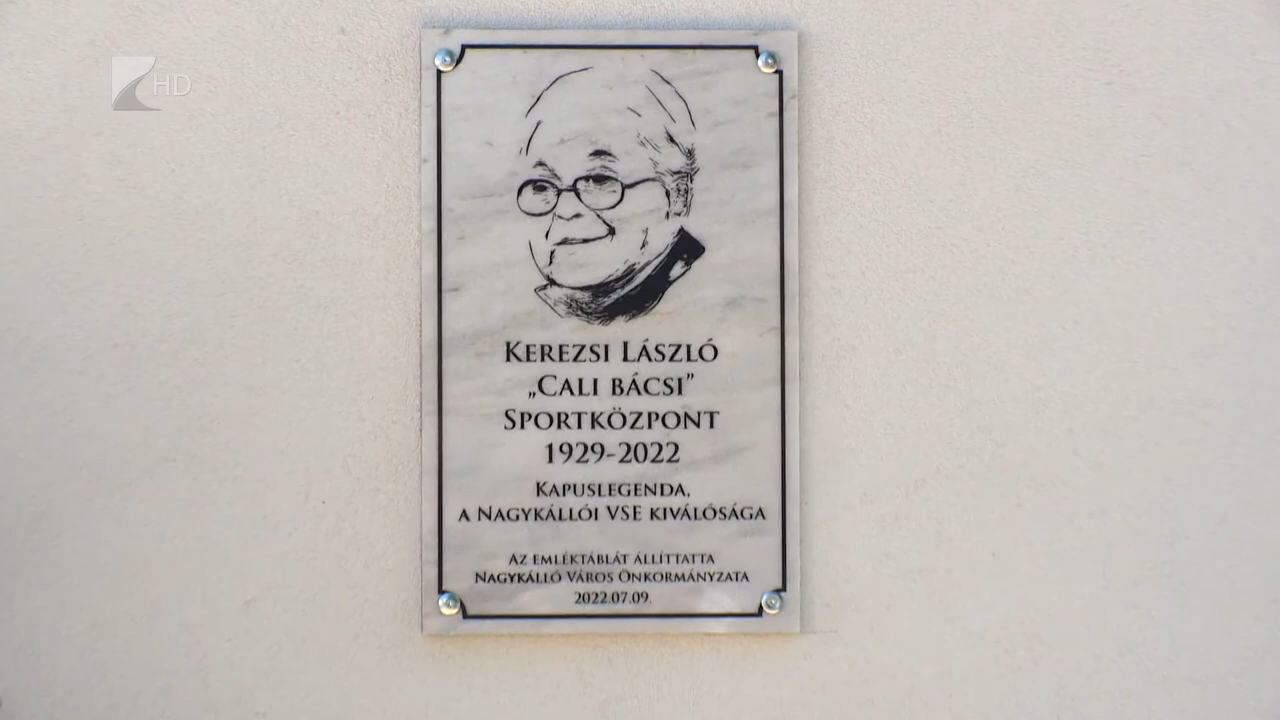 HD
KEREZSI LÁSZLÓ
„CALI BÁCSI”
SPORTKÖZPONT
1929-2022
KAPUSLEGENDA,
A NAGYKÁLLÓI VSE KIVÁLÓSÁGA
AZ EMLÉKTÁBLÁT ÁLLÍTTATTA
NAGYKÁLLÓ VÁROS ÖNKORMÁNYZATA
2022.07.09.